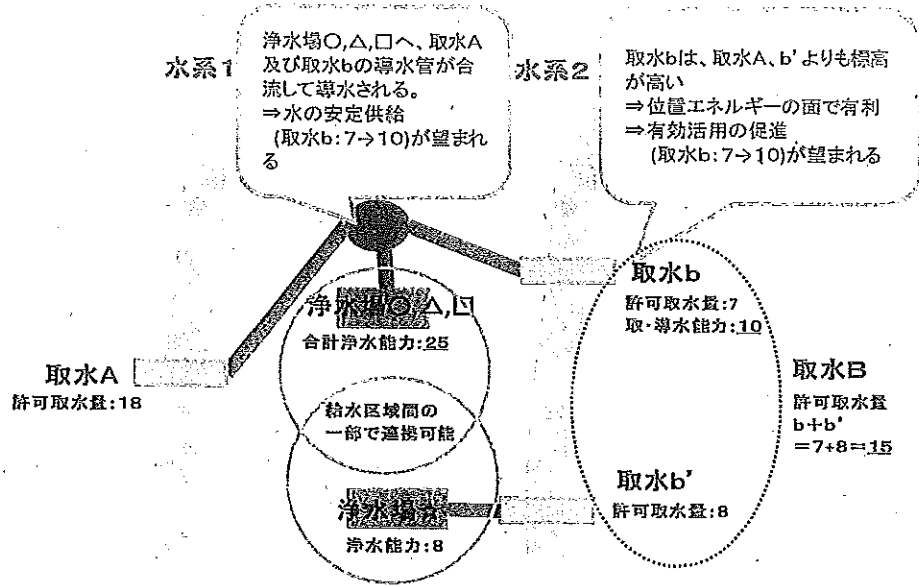 水系1
浄水場○,△,□へ、取水A
及び取水bの導水管が合
流して導水される。
⇒水の安定供給
(取水b:7→10)が望まれ
る
水系2
取水bは、取水A、b'よりも標高
が高い
⇒位置エネルギーの面で有利
⇒有効活用の促進
(取水b:7→10)が望まれる
浄水場○,△,□
合計浄水能力:25
取水b
許可取水量:7
取・導水能力:10
取水A
許可取水量:18
給水区域間の
一部で連携可能
取水B
許可取水量
b+b'
=7+8=15
浄水場☆
浄水能力:8
取水b'
許可取水量:8